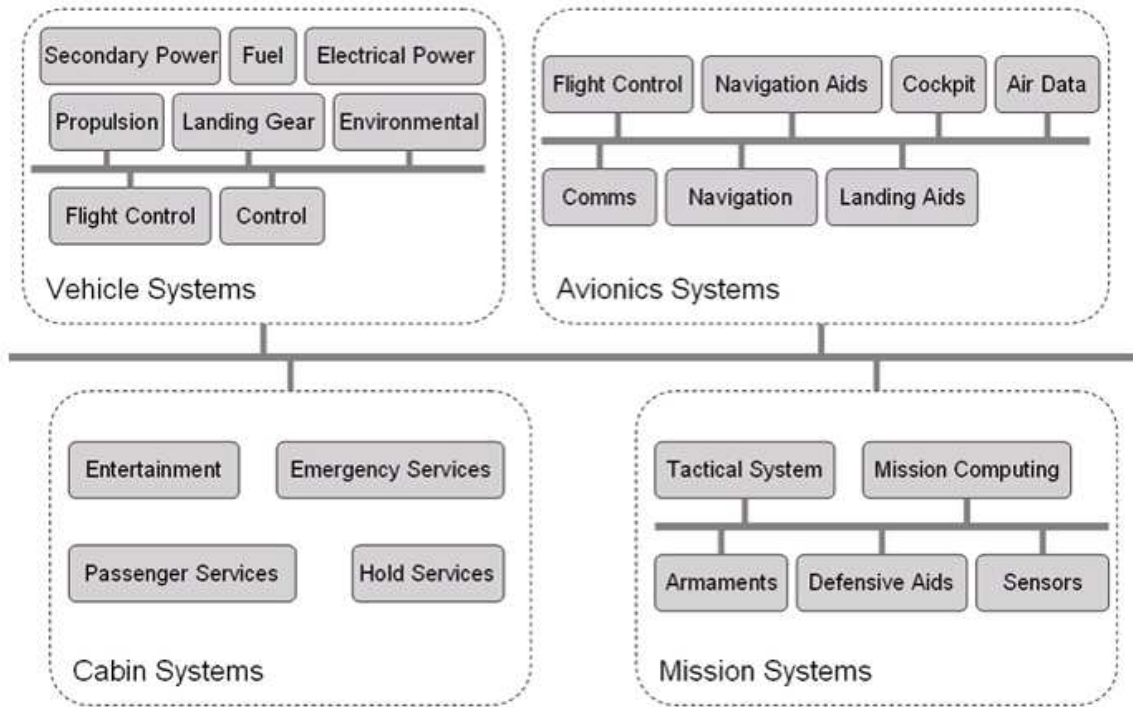 Secondary Power
Fuel
Electrical Power
Propulsion
Landing Gear
Environmental
Flight Control
Control
Vehicle Systems
Flight Control
Navigation Aids
Cockpit
Air Data
Comms
Navigation
Landing Aids
Avionics Systems
Entertainment
Emergency Services
Passenger Services
Hold Services
Cabin Systems
Tactical System
Mission Computing
Armaments
Defensive Aids
Sensors
Mission Systems